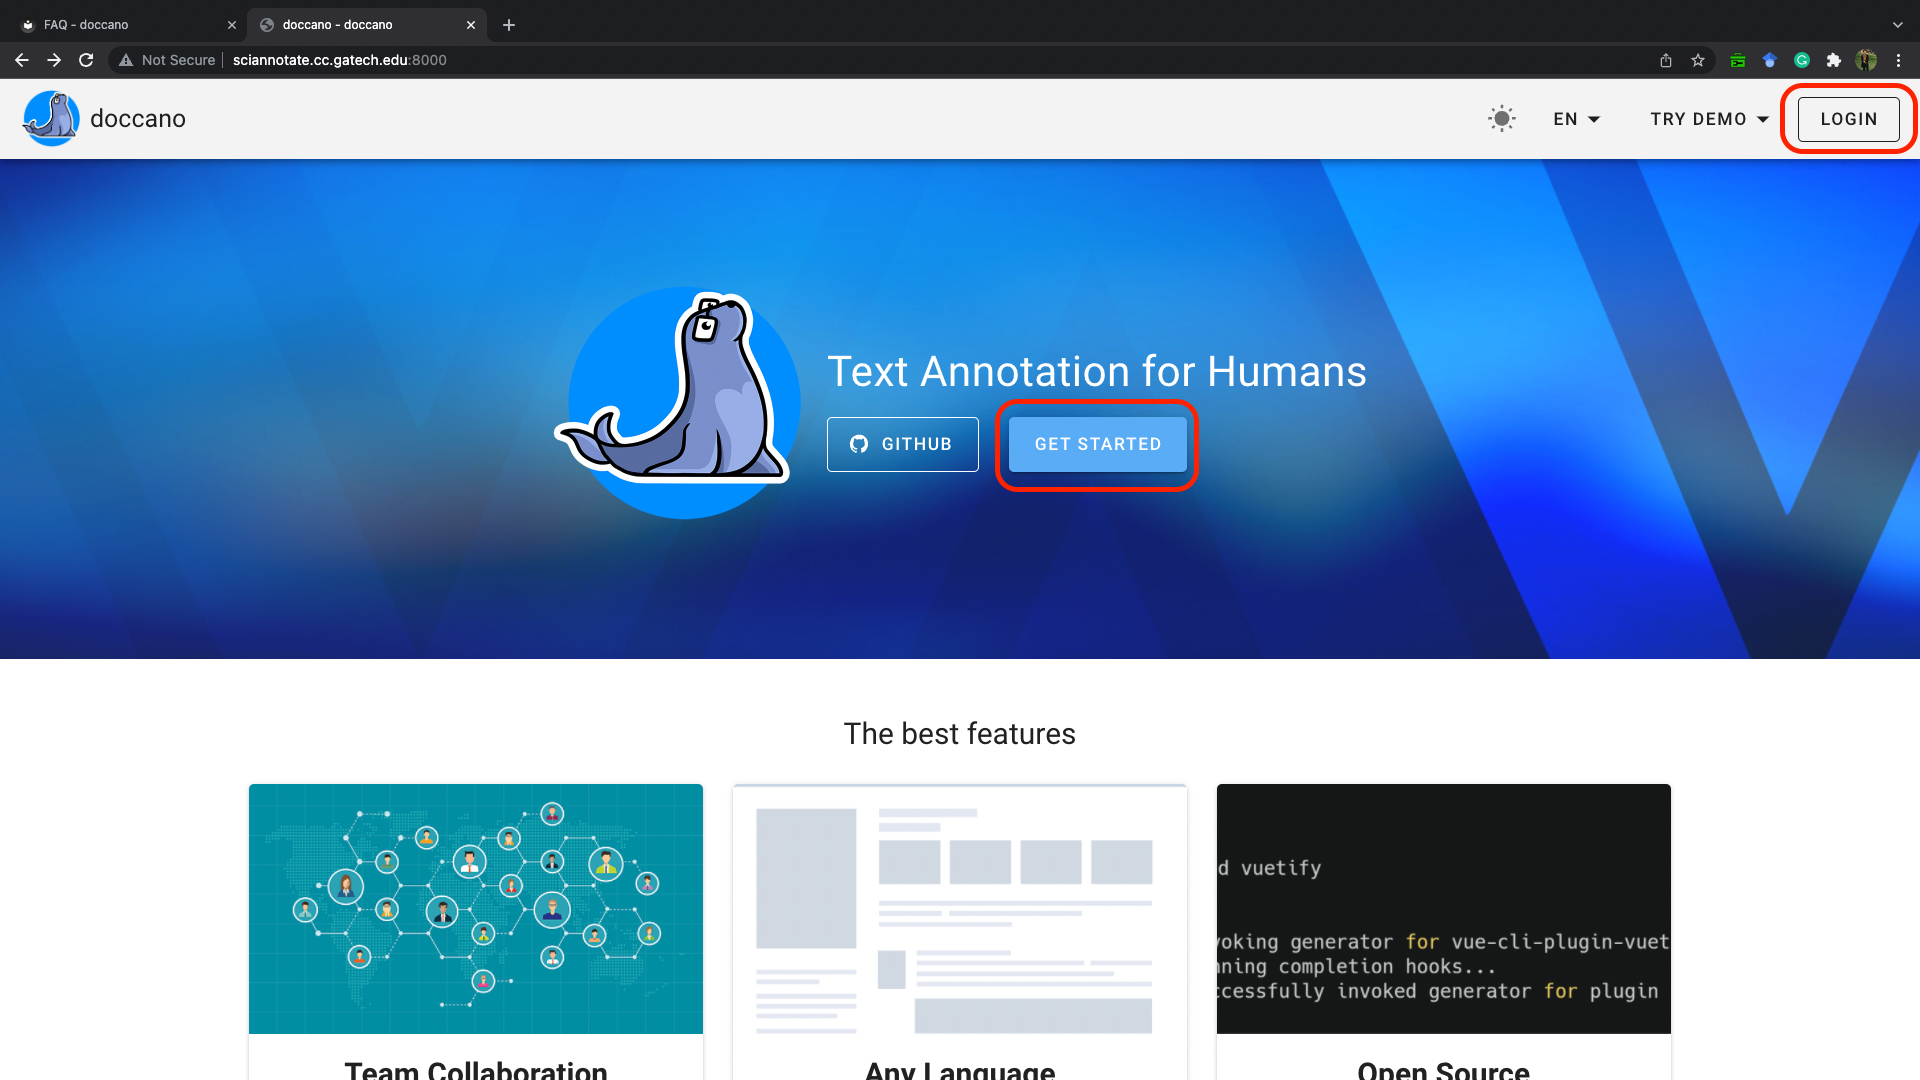 FAQ - doccano
doccano - doccano
Not Secure
sciannotate.cc.gatech.edu:8000
doccano
EN
TRY DEMO
LOGIN
Text Annotation for Humans
GITHUB
GET STARTED
The best features
d vuetify
voking generator for vue-cli-plugin-vuet
nning completion hooks...
ccessfully invoked generator for plugin
Team Collaboration
Any Language
Open Source